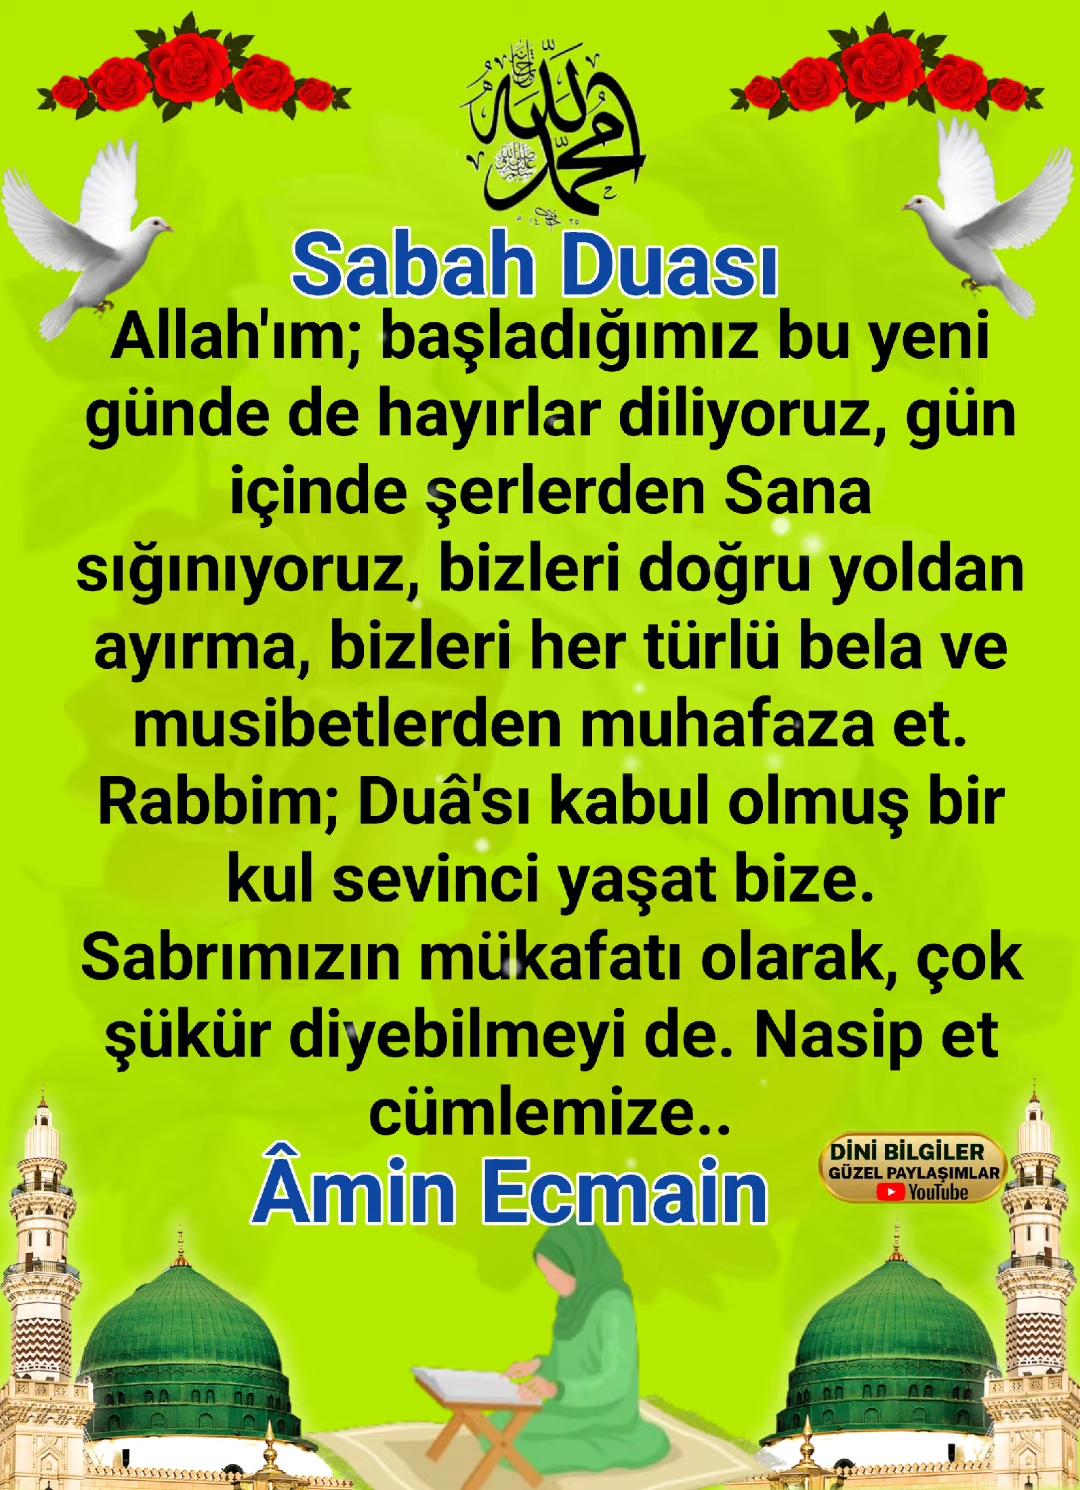 Sabah Duası
Allah'ım; başladığımız bu yeni
günde de hayırlar diliyoruz, gün
içinde şerlerden Sana
sığınıyoruz, bizleri doğru yoldan
ayırma, bizleri her türlü bela ve
musibetlerden muhafaza et.
Rabbim; Duâ'sı kabul olmuş bir
kul sevinci yaşat bize.
Sabrımızın mükafatı olarak, çok
şükür diyebilmeyi de. Nasip et
cümlemize..
Âmin Ecmain
DİNİ BİLGİLER
GÜZEL PAYLAŞIMLAR
YouTube